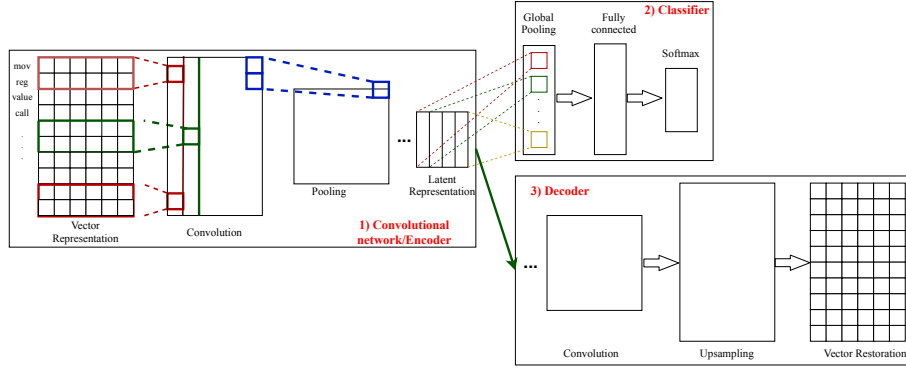 mov
reg
value
call
.
.
.
Vector
Representation
Convolution
Pooling
...
Latent
Representation
1) Convolutional
network/Encoder
2) Classifier
Global
Pooling
.
.
.
Fully
connected
Softmax
3) Decoder
...
Convolution
Upsampling
Vector Restoration